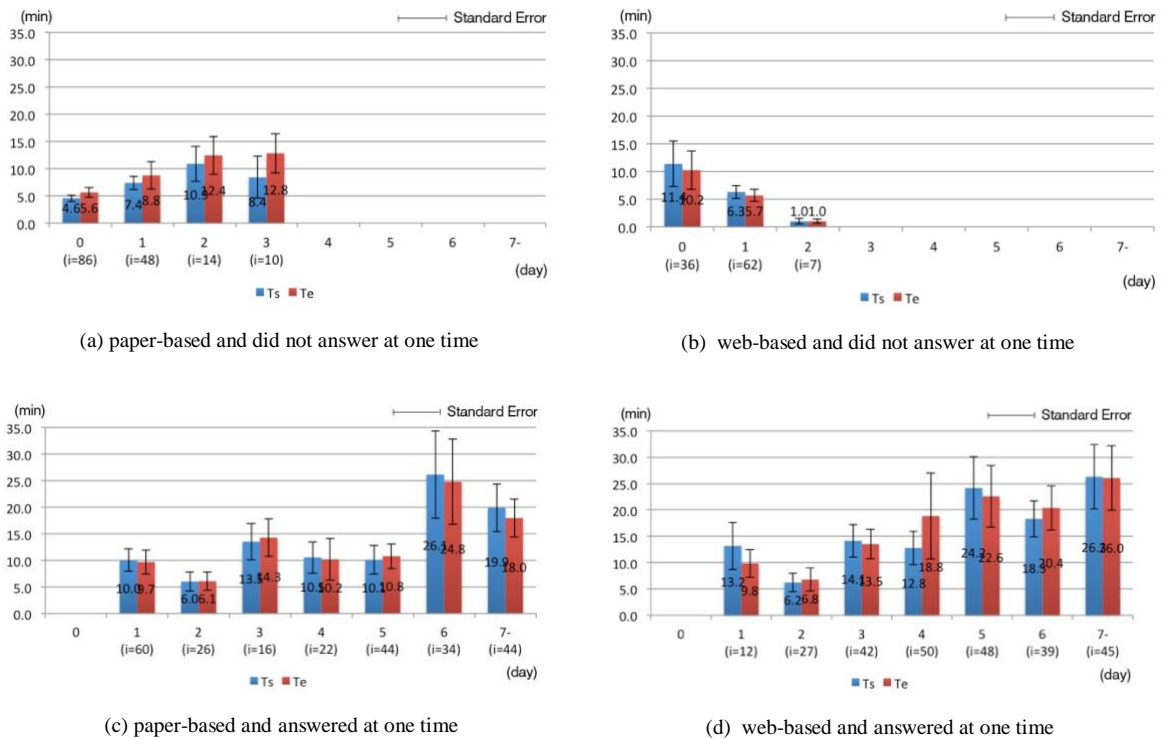 (min)
Standard Error
35.0
30.0
25.0
20.0
15.0
10.0
5.0
0.0
4.6 5.6 7.4 8.8 10.9 12.4 8.4 12.8
0 1 2 3 4 5 6 7-
(i=86) (i=48) (i=14) (i=10)
(day)
Ts Te
(a) paper-based and did not answer at one time
(min)
Standard Error
35.0
30.0
25.0
20.0
15.0
10.0
5.0
0.0
11.4 10.2 6.3 5.7 1.0 1.0
0 1 2 3 4 5 6 7-
(i=36) (i=62) (i=7)
(day)
Ts Te
(b) web-based and did not answer at one time
(min)
Standard Error
35.0
30.0
25.0
20.0
15.0
10.0
5.0
0.0
10.0 9.7 6.0 6.1 13.5 14.3 10.5 10.2 10.1 10.8 26.1 24.8 19.9 18.0
0 1 2 3 4 5 6 7-
(i=60) (i=26) (i=16) (i=22) (i=44) (i=34) (i=44)
(day)
Ts Te
(c) paper-based and answered at one time
(min)
Standard Error
35.0
30.0
25.0
20.0
15.0
10.0
5.0
0.0
13.2 9.8 6.2 6.8 14.1 13.5 12.8 18.8 24.2 22.6 18.3 20.4 26.3 26.0
0 1 2 3 4 5 6 7-
(i=12) (i=27) (i=42) (i=50) (i=48) (i=39) (i=45)
(day)
Ts Te
(d) web-based and answered at one time